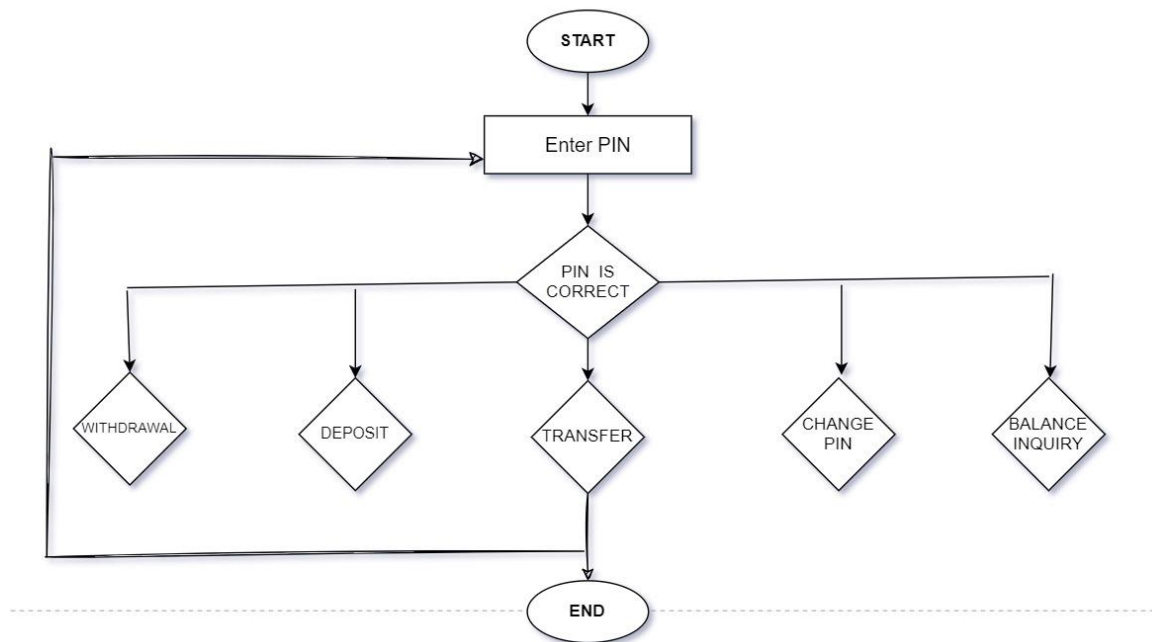 START
Enter PIN
PIN IS
CORRECT
WITHDRAWAL
DEPOSIT
TRANSFER
CHANGE
PIN
BALANCE
INQUIRY
END